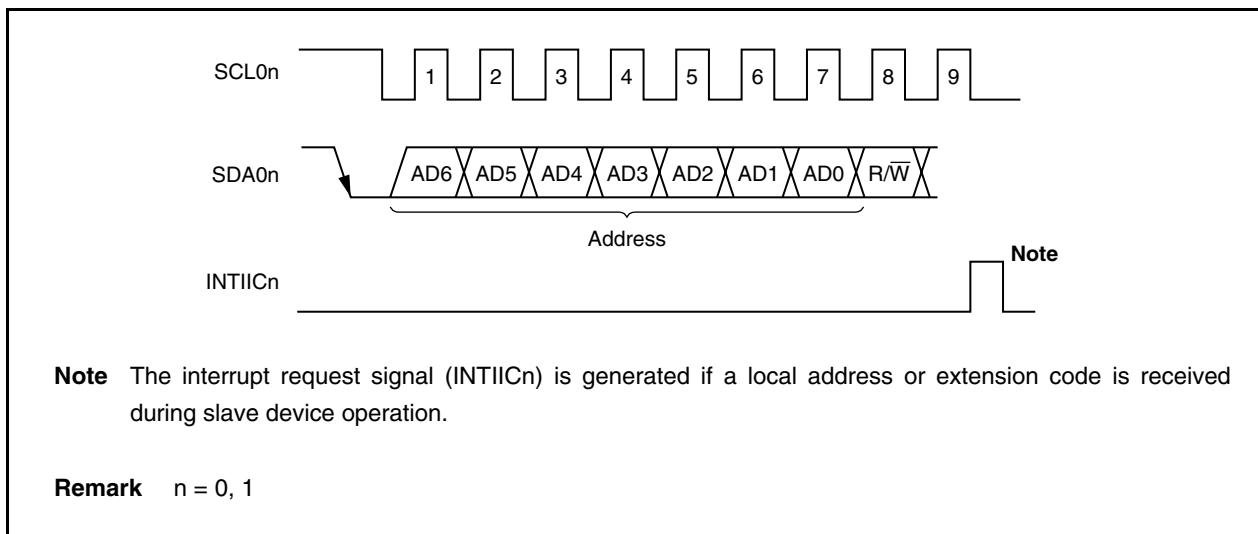 SCL0n
1 2 3 4 5 6 7 8 9
SDA0n
AD6 AD5 AD4 AD3 AD2 AD1 AD0 R/W̅
Address
INTIICn
Note
Note The interrupt request signal (INTIICn) is generated if a local address or extension code is received
during slave device operation.
Remark n = 0, 1